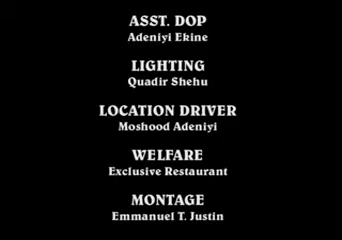 ASST. DOP
Adeniyi Ekine
LIGHTING
Quadir Shehu
LOCATION DRIVER
Moshood Adeniyi
WELFARE
Exclusive Restaurant
MONTAGE
Emmanuel T. Justin